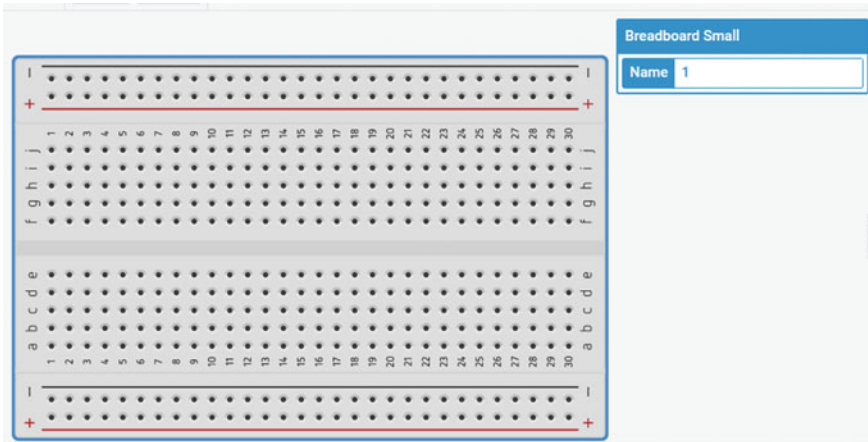 Breadboard Small
Name 1
− −
+ +
1 2 3 4 5 6 7 8 9 10 11 12 13 14 15 16 17 18 19 20 21 22 23 24 25 26 27 28 29 30
j j
i i
h h
g g
f f
e e
d d
c c
b b
a a
1 2 3 4 5 6 7 8 9 10 11 12 13 14 15 16 17 18 19 20 21 22 23 24 25 26 27 28 29 30
− −
+ +